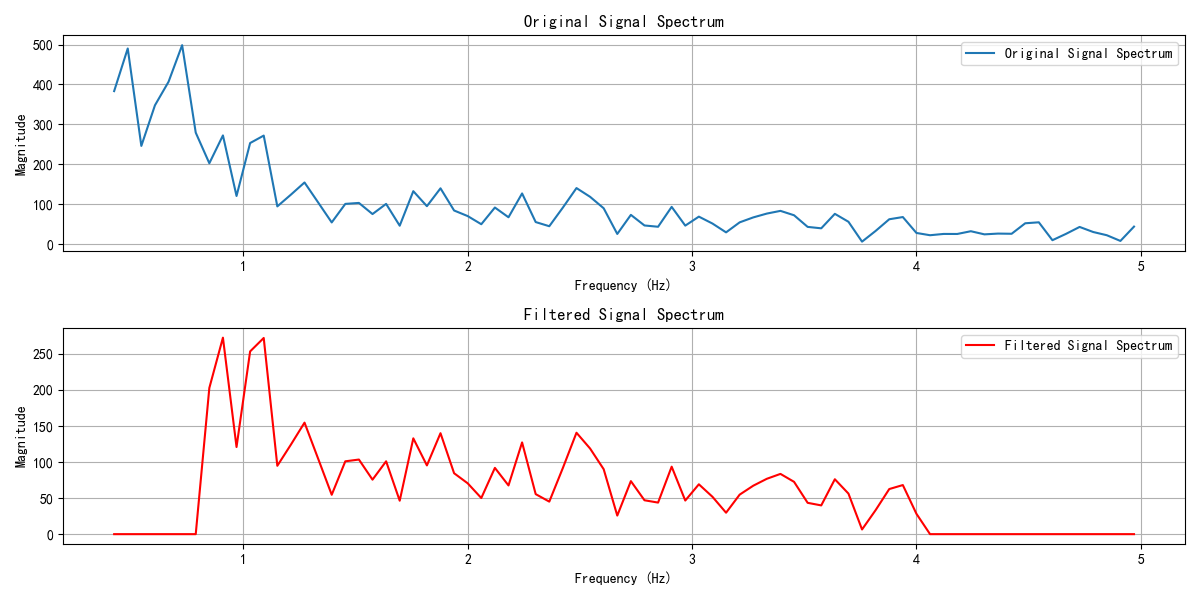 Original Signal Spectrum
Original Signal Spectrum
Magnitude
500
400
300
200
100
0
1 2 3 4 5
Frequency (Hz)
Filtered Signal Spectrum
Filtered Signal Spectrum
Magnitude
250
200
150
100
50
0
1 2 3 4 5
Frequency (Hz)